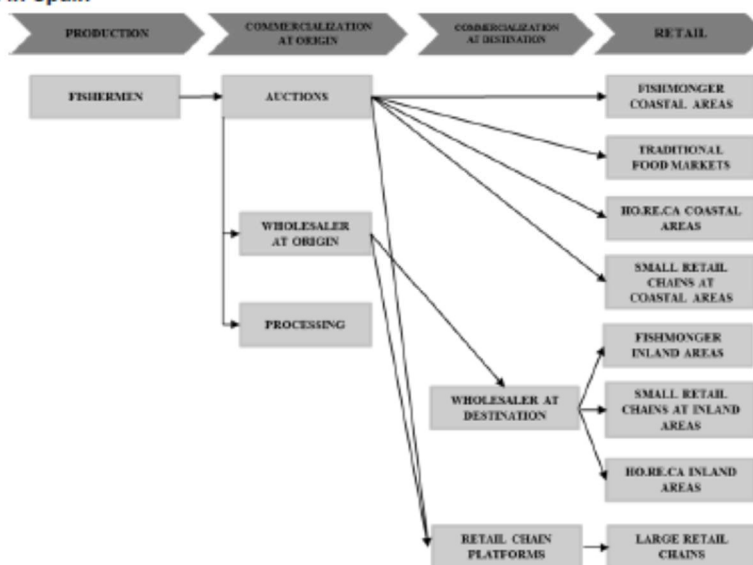 in Spain
PRODUCTION
COMMERCIALIZATION
AT ORIGIN
COMMERCIALIZATION
AT DESTINATION
RETAIL
FISHERMEN
AUCTIONS
FISHMONGER
COASTAL AREAS
TRADITIONAL
FOOD MARKETS
WHOLESALER
AT ORIGIN
HO.RE.CA COASTAL
AREAS
SMALL RETAIL
CHAINS AT
COASTAL AREAS
PROCESSING
FISHMONGER
INLAND AREAS
WHOLESALER AT
DESTINATION
SMALL RETAIL
CHAINS AT INLAND
AREAS
HO.RE.CA INLAND
AREAS
RETAIL CHAIN
PLATFORMS
LARGE RETAIL
CHAINS